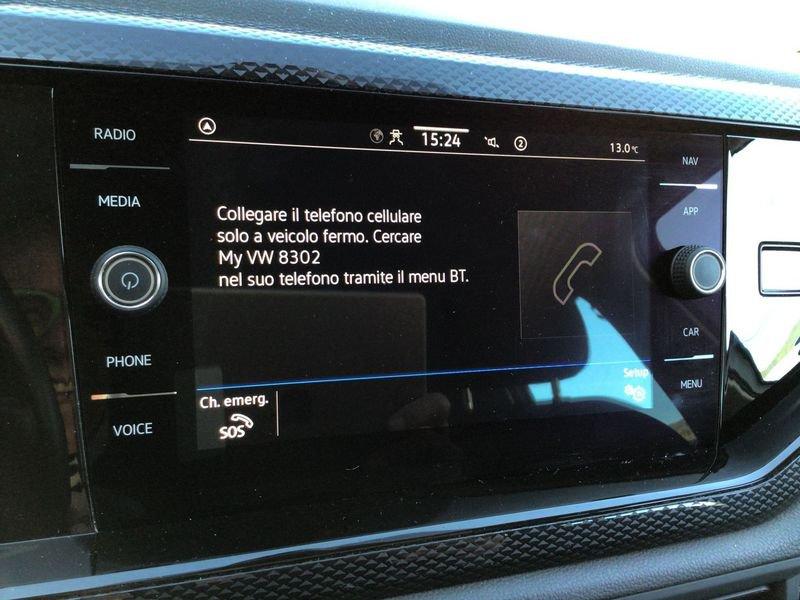 RADIO
MEDIA
PHONE
VOICE
15:24
2
13.0 °C
Collegare il telefono cellulare
solo a veicolo fermo. Cercare
My VW 8302
nel suo telefono tramite il menu BT.
Ch. emerg.
SOS
Setup
NAV
APP
CAR
MENU